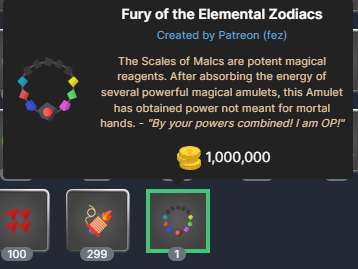 Fury of the Elemental Zodiacs
Created by Patreon (fez)
The Scales of Malcs are potent magical
reagents. After absorbing the energy of
several powerful magical amulets, this Amulet
has obtained power not meant for mortal
hands. - "By your powers combined! I am OP!"
1,000,000
100
299
1